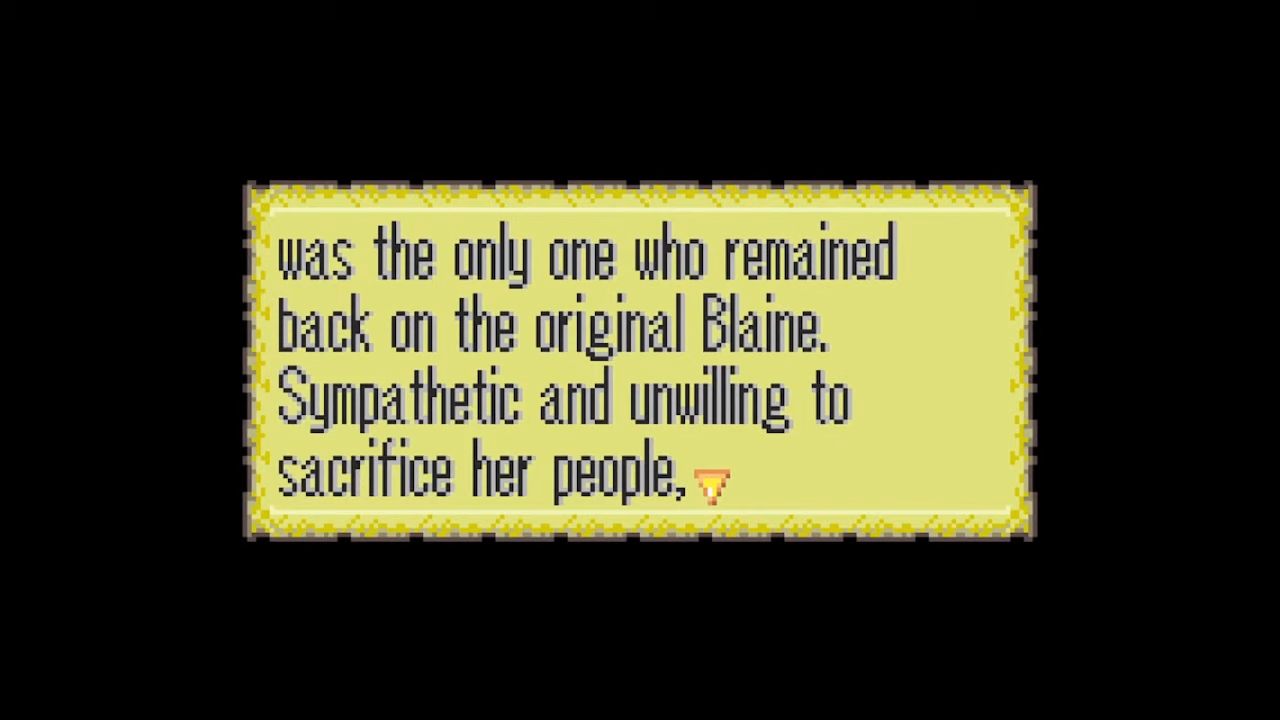 was the only one who remained
back on the original Blaine.
Sympathetic and unwilling to
sacrifice her people,